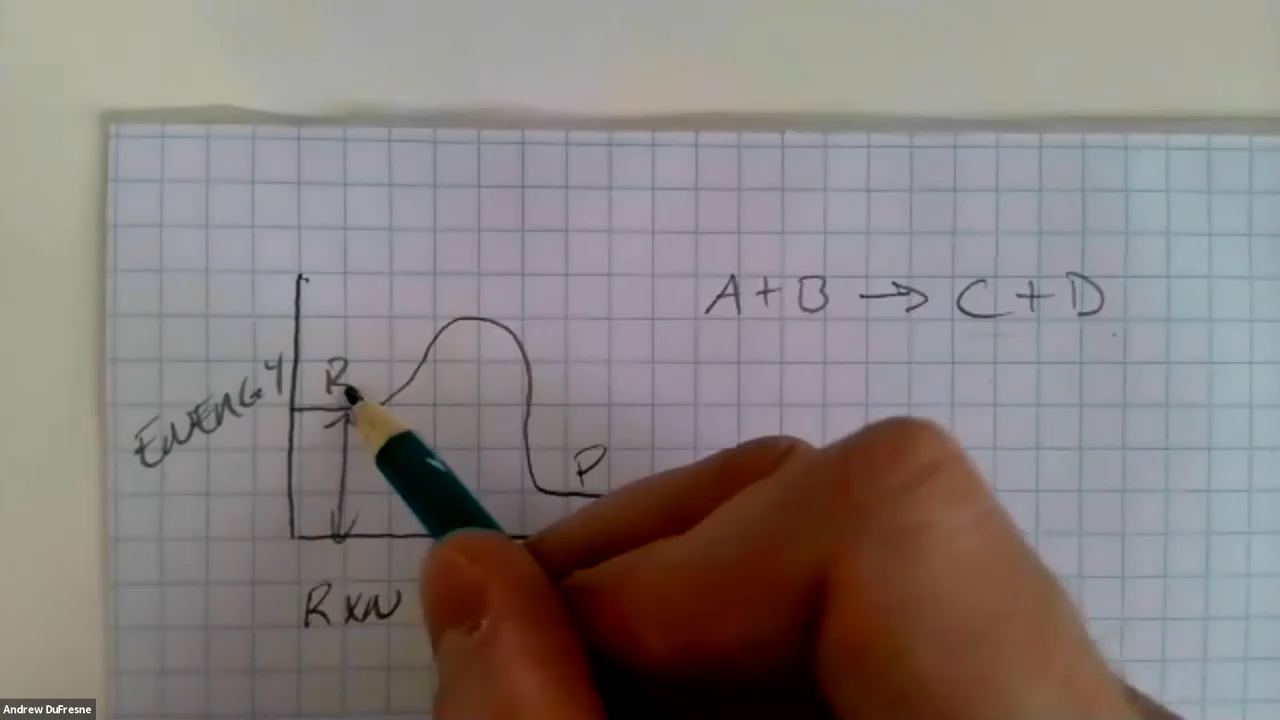 A + B → C + D
ENERGY
R
P
RXN
Andrew DuFresne